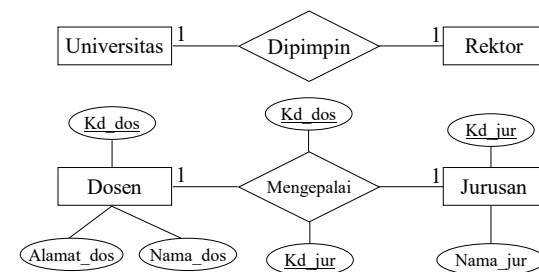 Universitas 1 Dipimpin 1 Rektor
Kd_dos Kd_dos Kd_jur
Dosen 1 Mengepalai 1 Jurusan
Alamat_dos Nama_dos Kd_jur Nama_jur